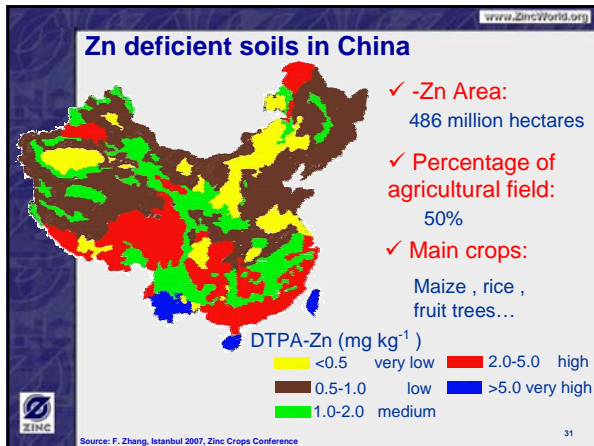 www.ZincWorld.org
Zn deficient soils in China
✓ -Zn Area:
486 million hectares
✓ Percentage of
agricultural field:
50%
✓ Main crops:
Maize , rice ,
fruit trees…
DTPA-Zn (mg kg-1 )
<0.5 very low
2.0-5.0 high
0.5-1.0 low
>5.0 very high
1.0-2.0 medium
ZINC
Source: F. Zhang, Istanbul 2007, Zinc Crops Conference
31